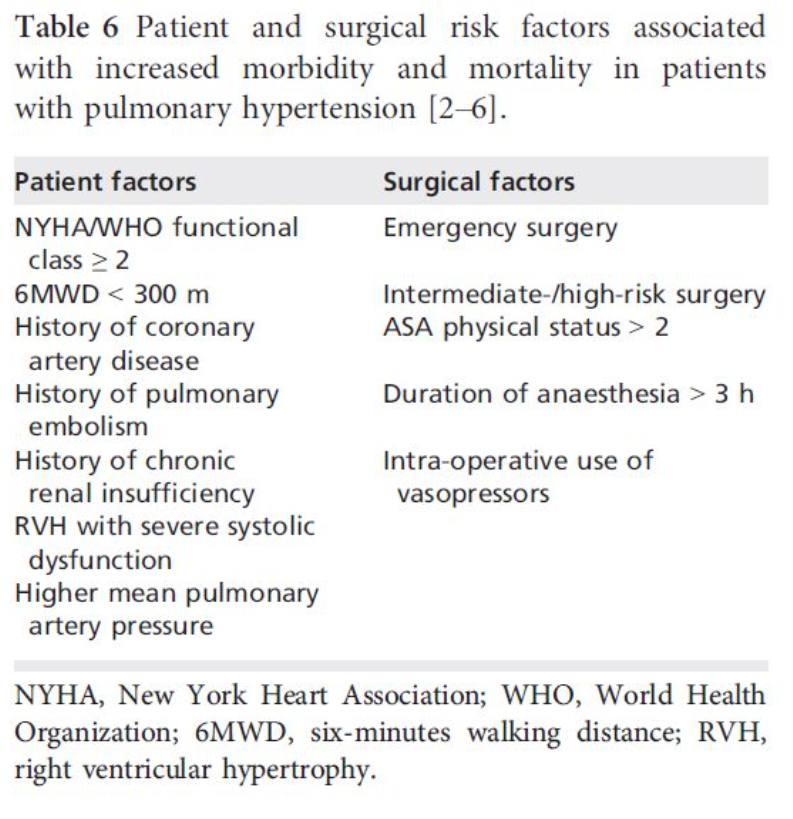 Table 6 Patient and surgical risk factors associated
with increased morbidity and mortality in patients
with pulmonary hypertension [2–6].
Patient factors Surgical factors
NYHA/WHO functional Emergency surgery
class ≥ 2
6MWD < 300 m Intermediate-/high-risk surgery
History of coronary ASA physical status > 2
artery disease
History of pulmonary Duration of anaesthesia > 3 h
embolism
History of chronic Intra-operative use of
renal insufficiency vasopressors
RVH with severe systolic
dysfunction
Higher mean pulmonary
artery pressure
NYHA, New York Heart Association; WHO, World Health
Organization; 6MWD, six-minutes walking distance; RVH,
right ventricular hypertrophy.